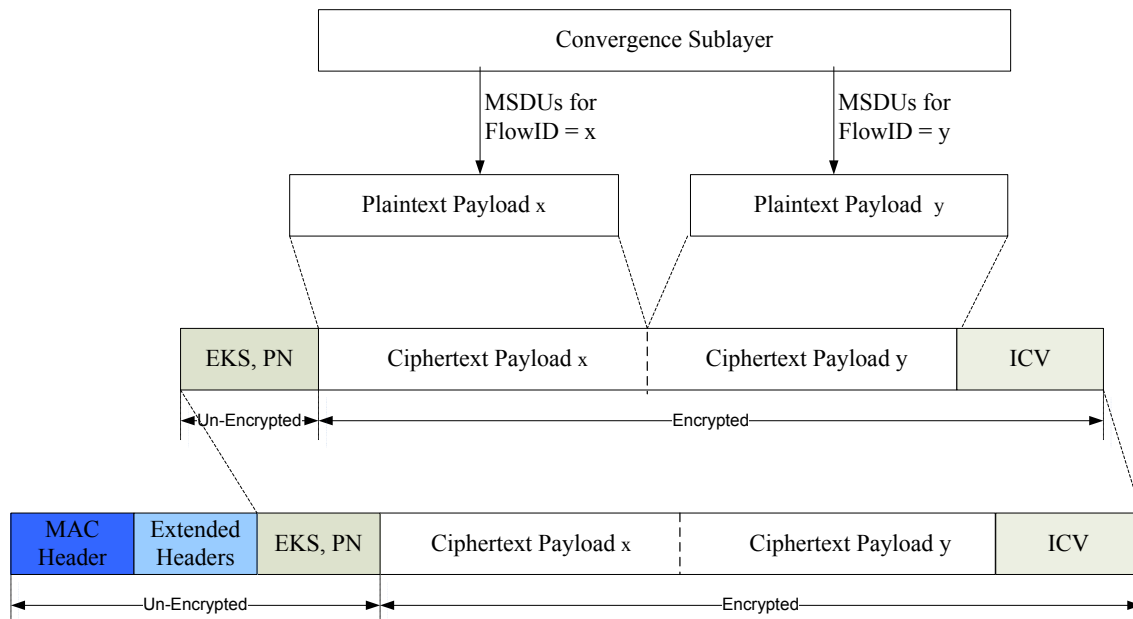 Convergence Sublayer
MSDUs for
FlowID = x
MSDUs for
FlowID = y
Plaintext Payload x
Plaintext Payload y
EKS, PN
Ciphertext Payload x
Ciphertext Payload y
ICV
Un-Encrypted
Encrypted
MAC
Header
Extended
Headers
EKS, PN
Ciphertext Payload x
Ciphertext Payload y
ICV
Un-Encrypted
Encrypted